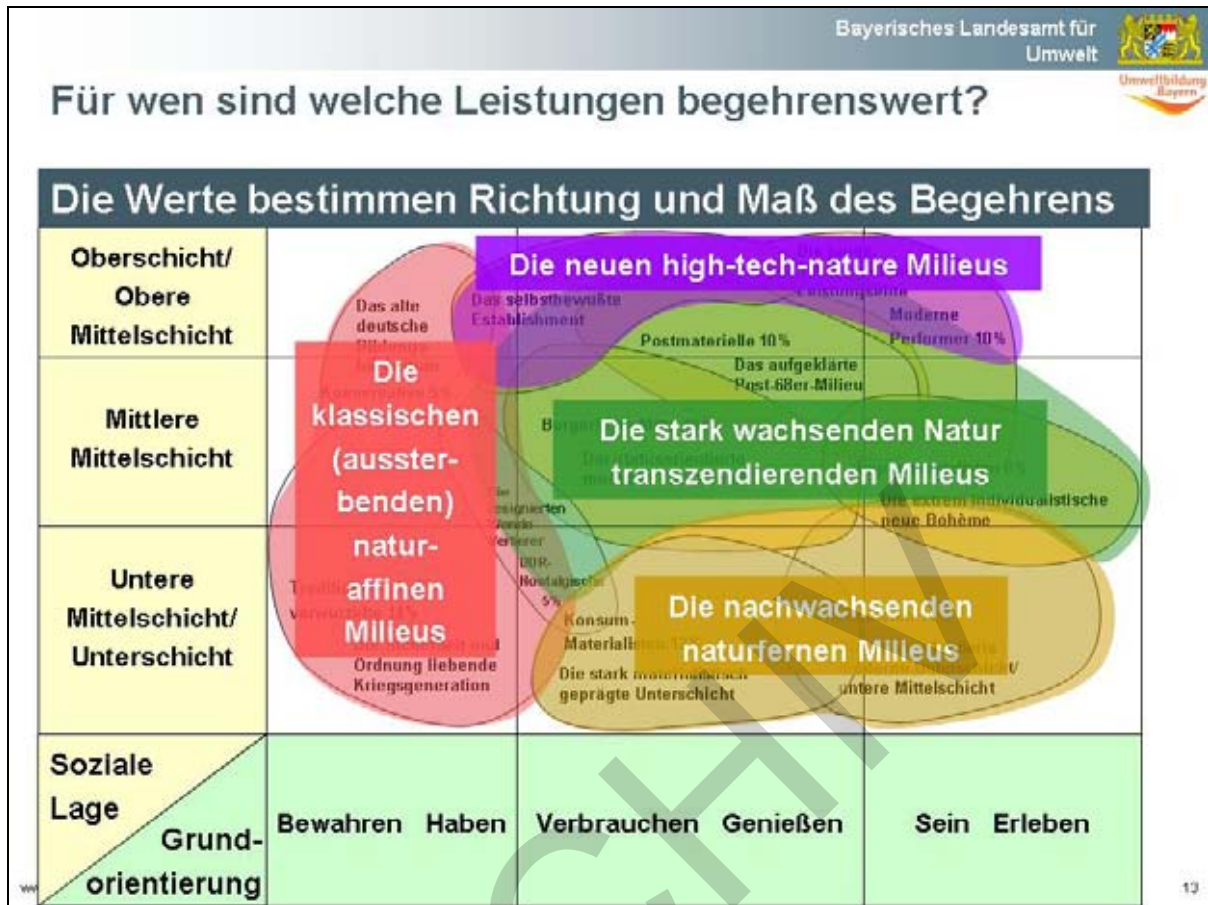 Bayerisches Landesamt für
Umwelt
Umweltbildung
Bayern
Für wen sind welche Leistungen begehrenswert?
Die Werte bestimmen Richtung und Maß des Begehrens
Oberschicht/
Obere
Mittelschicht
Die neuen high-tech-nature Milieus
Das alte
deutsche
Das selbstbewußte
Establishment
Moderne
Performer 10%
Postmaterielle 10%
Das aufgeklärte
Post-68er-Milieu
Mittlere
Mittelschicht
Die
klassischen
(ausster-
benden)
natur-
affinen
Milieus
Die stark wachsenden Natur
transzendierenden Milieus
Die extrem individualistische
neue Bohème
Untere
Mittelschicht/
Unterschicht
DDR-
Nostalgische
5%
Konsum-
Die nachwachsenden
naturfernen Milieus
Ordnung liebende
Kriegsgeneration
Die stark
geprägte Unterschicht
untere Mittelschicht
Soziale
Lage
Grund-
orientierung
Bewahren Haben
Verbrauchen Genießen
Sein Erleben
13